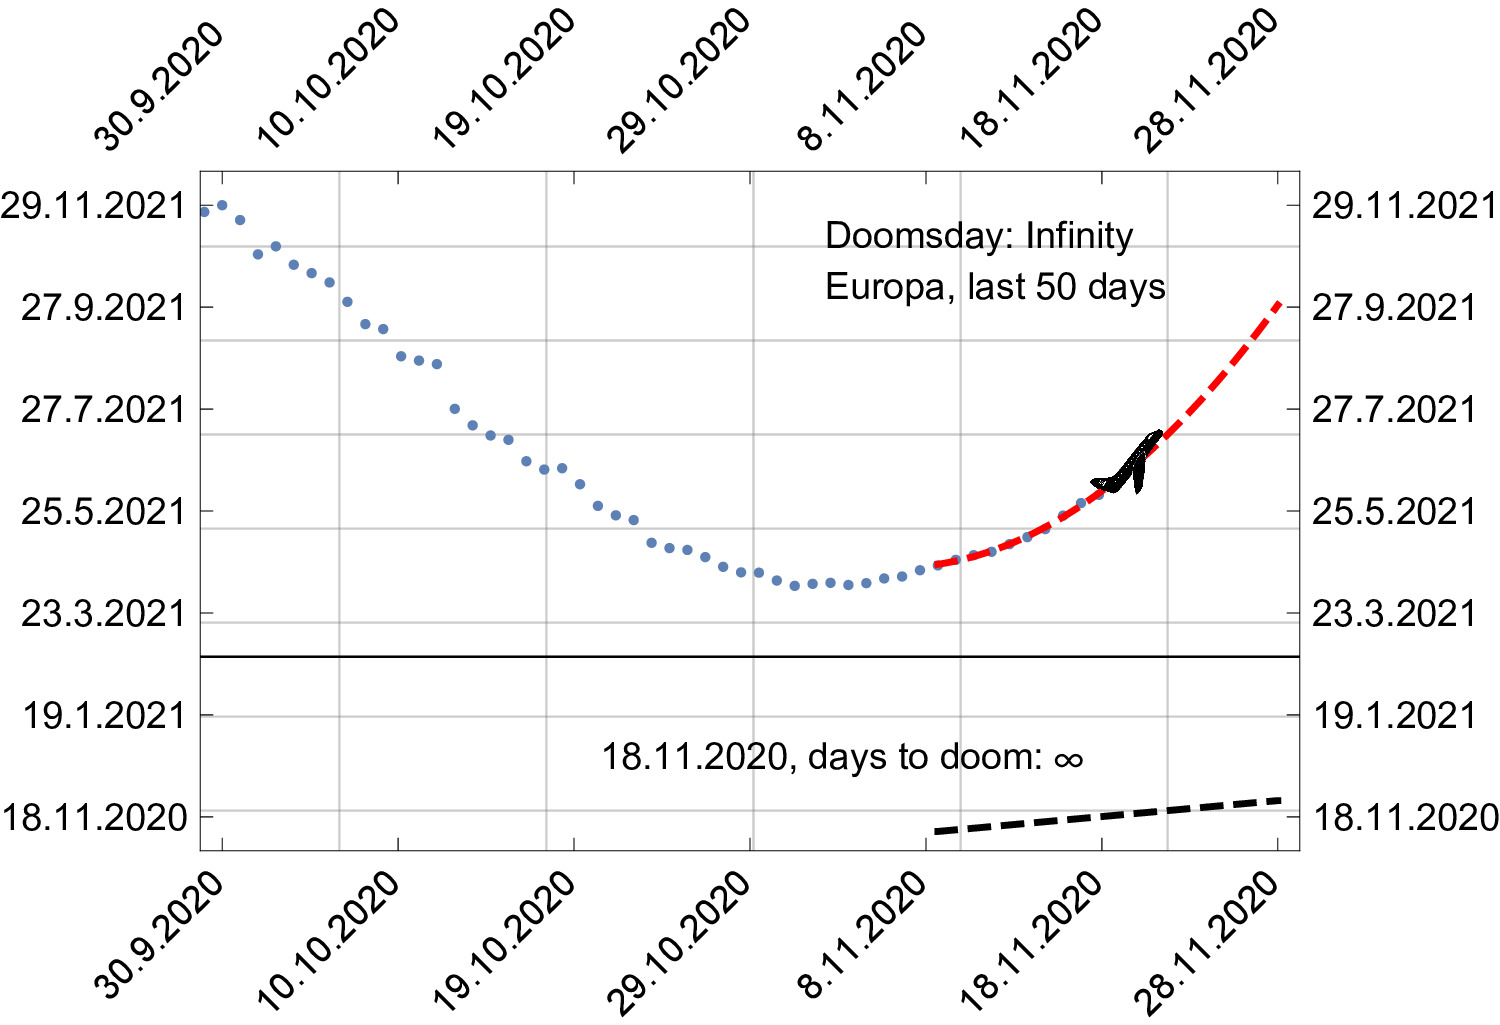 30.9.2020 10.10.2020 19.10.2020 29.10.2020 8.11.2020 18.11.2020 28.11.2020
29.11.2021 29.11.2021
Doomsday: Infinity
Europa, last 50 days
27.9.2021 27.9.2021
27.7.2021 27.7.2021
25.5.2021 25.5.2021
23.3.2021 23.3.2021
19.1.2021 19.1.2021
18.11.2020, days to doom: ∞
18.11.2020 18.11.2020
30.9.2020 10.10.2020 19.10.2020 29.10.2020 8.11.2020 18.11.2020 28.11.2020